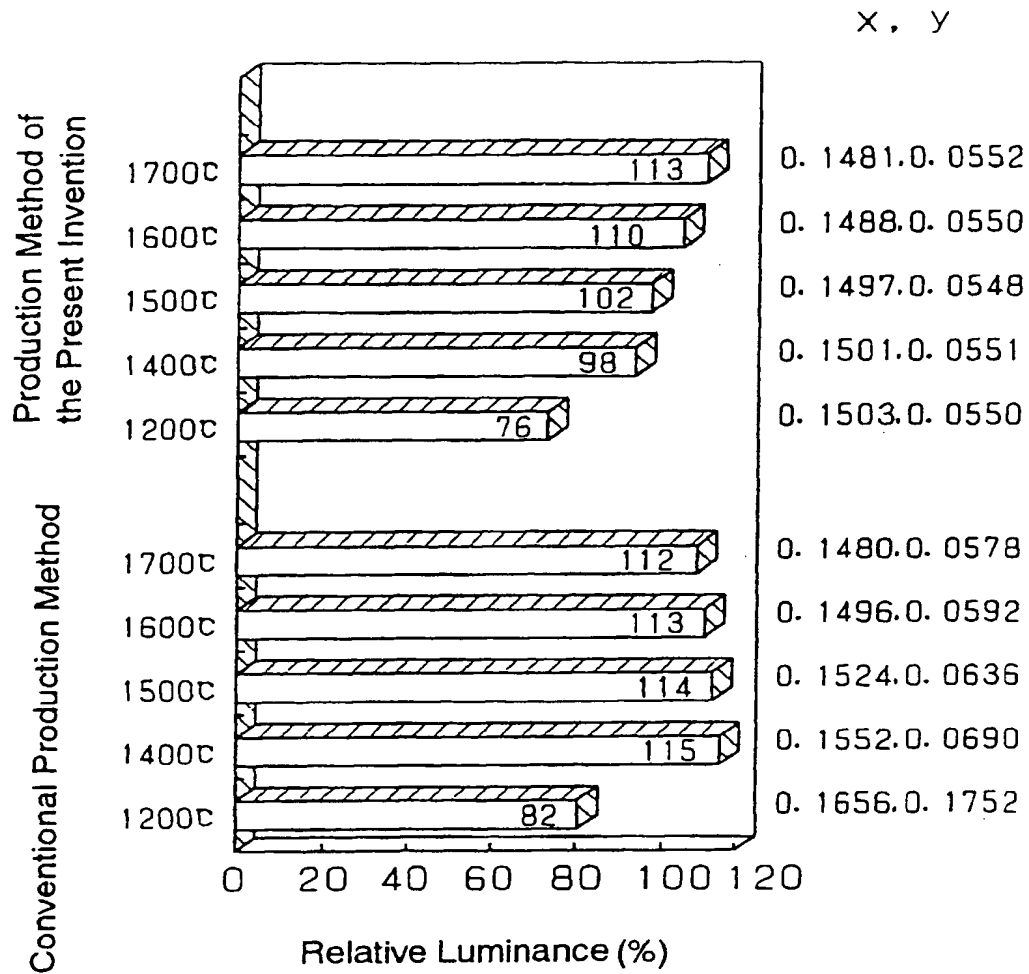 x, y
Production Method of
the Present Invention
1700℃ 113 0. 1481.0. 0552
1600℃ 110 0. 1488.0. 0550
1500℃ 102 0. 1497.0. 0548
1400℃ 98 0. 1501.0. 0551
1200℃ 76 0. 1503.0. 0550
Conventional Production Method
1700℃ 112 0. 1480.0. 0578
1600℃ 113 0. 1496.0. 0592
1500℃ 114 0. 1524.0. 0636
1400℃ 115 0. 1552.0. 0690
1200℃ 82 0. 1656.0. 1752
0 20 40 60 80 100 120
Relative Luminance (%)